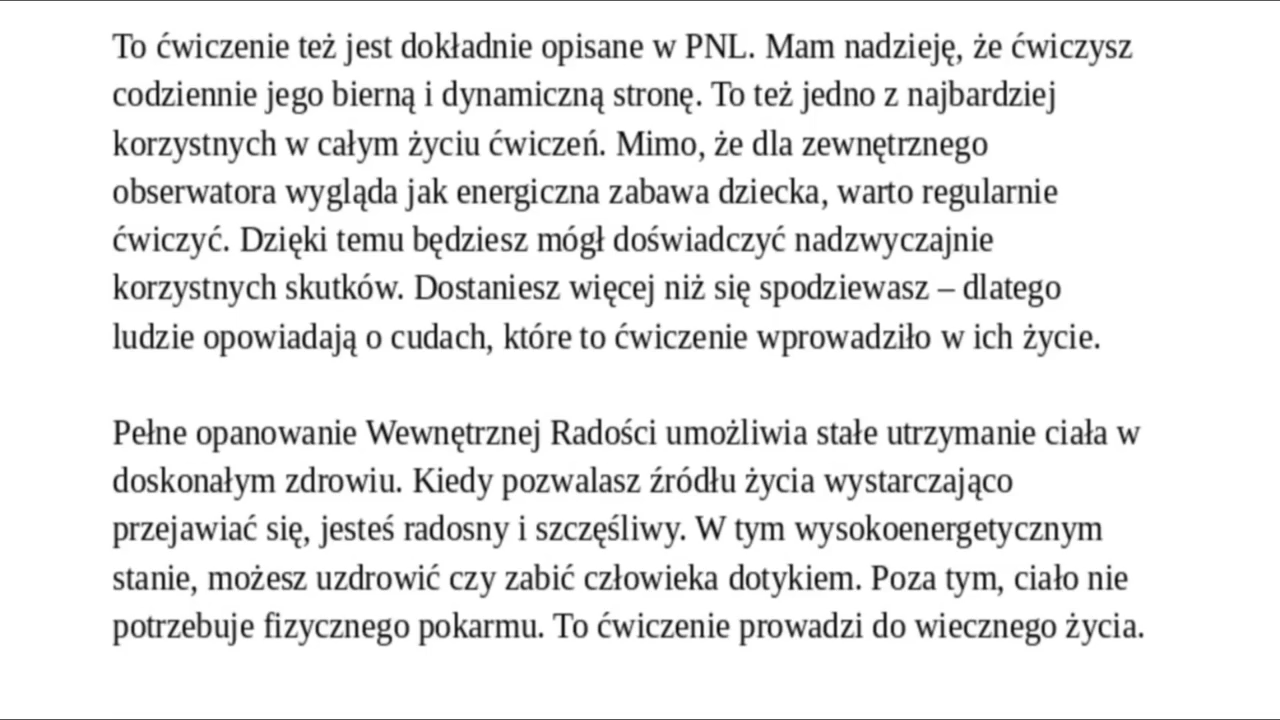 To ćwiczenie też jest dokładnie opisane w PNL. Mam nadzieję, że ćwiczysz
codziennie jego bierną i dynamiczną stronę. To też jedno z najbardziej
korzystnych w całym życiu ćwiczeń. Mimo, że dla zewnętrznego
obserwatora wygląda jak energiczna zabawa dziecka, warto regularnie
ćwiczyć. Dzięki temu będziesz mógł doświadczyć nadzwyczajnie
korzystnych skutków. Dostaniesz więcej niż się spodziewasz – dlatego
ludzie opowiadają o cudach, które to ćwiczenie wprowadziło w ich życie.
Pełne opanowanie Wewnętrznej Radości umożliwia stałe utrzymanie ciała w
doskonałym zdrowiu. Kiedy pozwalasz źródłu życia wystarczająco
przejawiać się, jesteś radosny i szczęśliwy. W tym wysokoenergetycznym
stanie, możesz uzdrowić czy zabić człowieka dotykiem. Poza tym, ciało nie
potrzebuje fizycznego pokarmu. To ćwiczenie prowadzi do wiecznego życia.